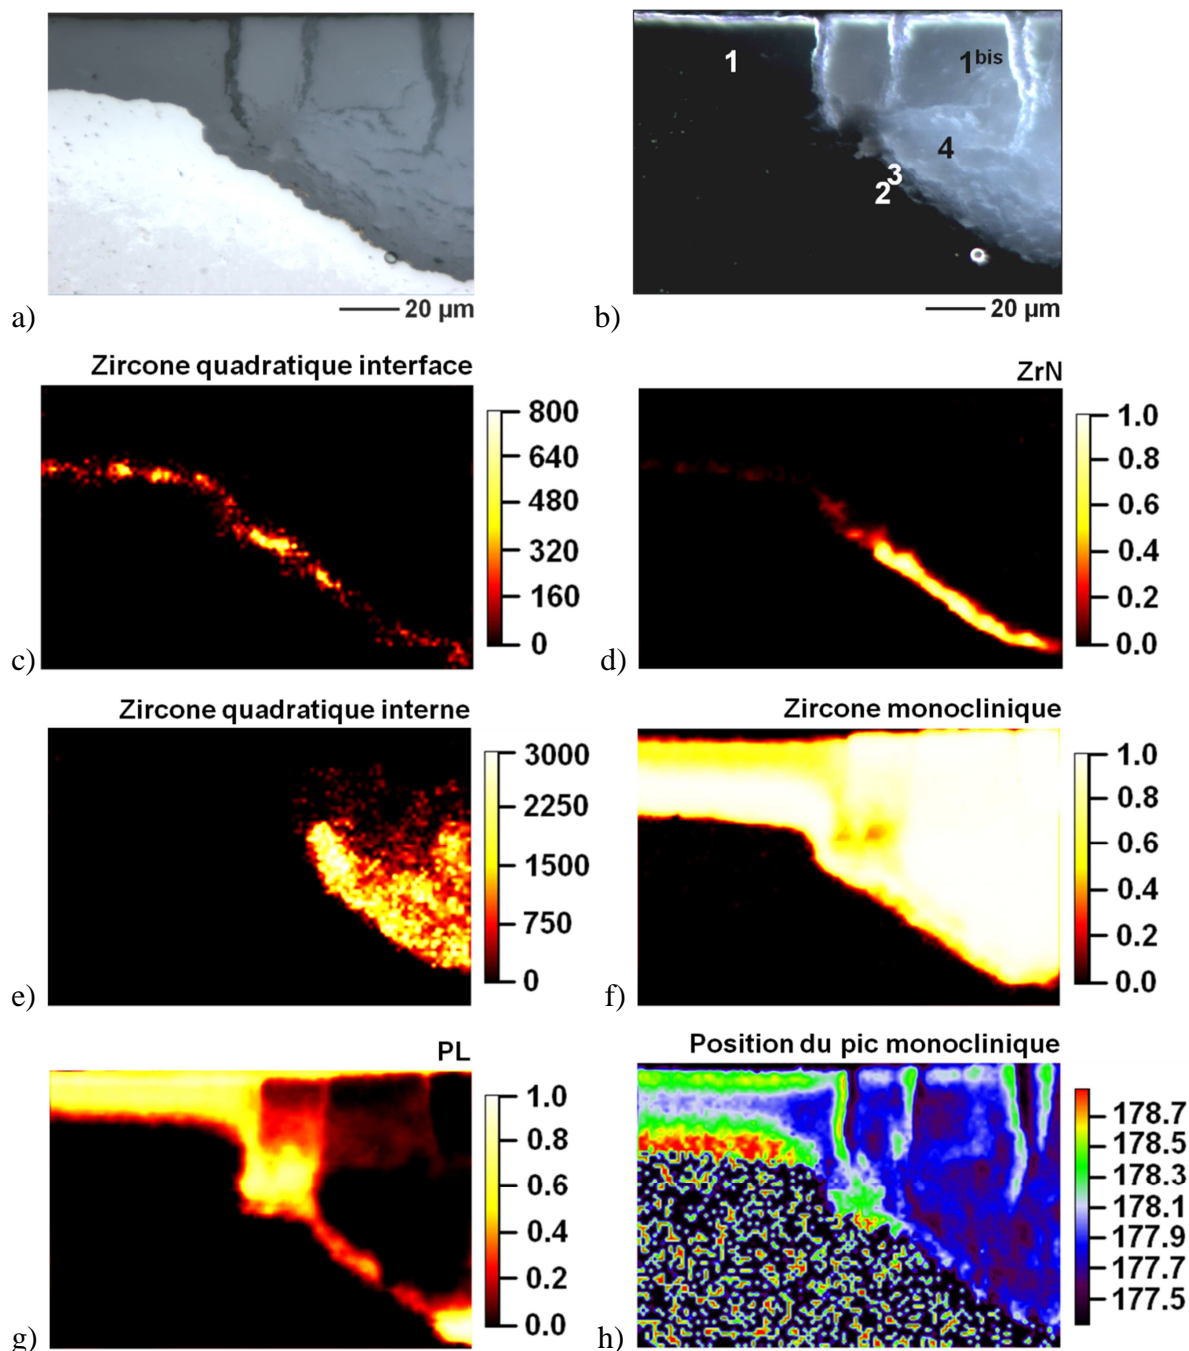 1
1bis
4
3
2
20 µm
20 µm
a)
b)
Zircone quadratique interface
ZrN
800
640
480
320
160
0
1.0
0.8
0.6
0.4
0.2
0.0
c)
d)
Zircone quadratique interne
Zircone monoclinique
3000
2250
1500
750
0
1.0
0.8
0.6
0.4
0.2
0.0
e)
f)
PL
Position du pic monoclinique
1.0
0.8
0.6
0.4
0.2
0.0
178.7
178.5
178.3
178.1
177.9
177.7
177.5
g)
h)